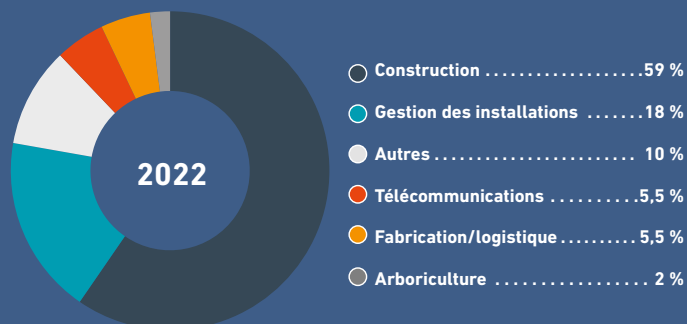 2022
Construction . . . . . . . . . . . . . . . . . . .59 %
Gestion des installations . . . . . . .18 %
Autres . . . . . . . . . . . . . . . . . . . . . . . . 10 %
Télécommunications . . . . . . . . . . .5,5 %
Fabrication/logistique . . . . . . . . . . 5,5 %
Arboriculture . . . . . . . . . . . . . . . . . . . 2 %